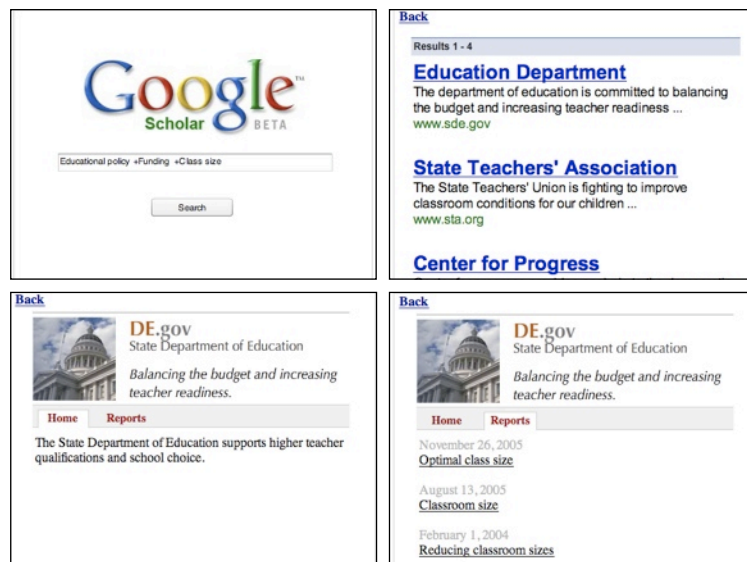 Google™
Scholar BETA
Educational policy +Funding +Class size
Search
Back
Results 1 - 4
Education Department
The department of education is committed to balancing
the budget and increasing teacher readiness ...
www.sde.gov
State Teachers' Association
The State Teachers' Union is fighting to improve
classroom conditions for our children ...
www.sta.org
Center for Progress
Back
DE.gov
State Department of Education
Balancing the budget and increasing
teacher readiness.
Home Reports
The State Department of Education supports higher teacher
qualifications and school choice.
Back
DE.gov
State Department of Education
Balancing the budget and increasing
teacher readiness.
Home Reports
November 26, 2005
Optimal class size
August 13, 2005
Classroom size
February 1, 2004
Reducing classroom sizes